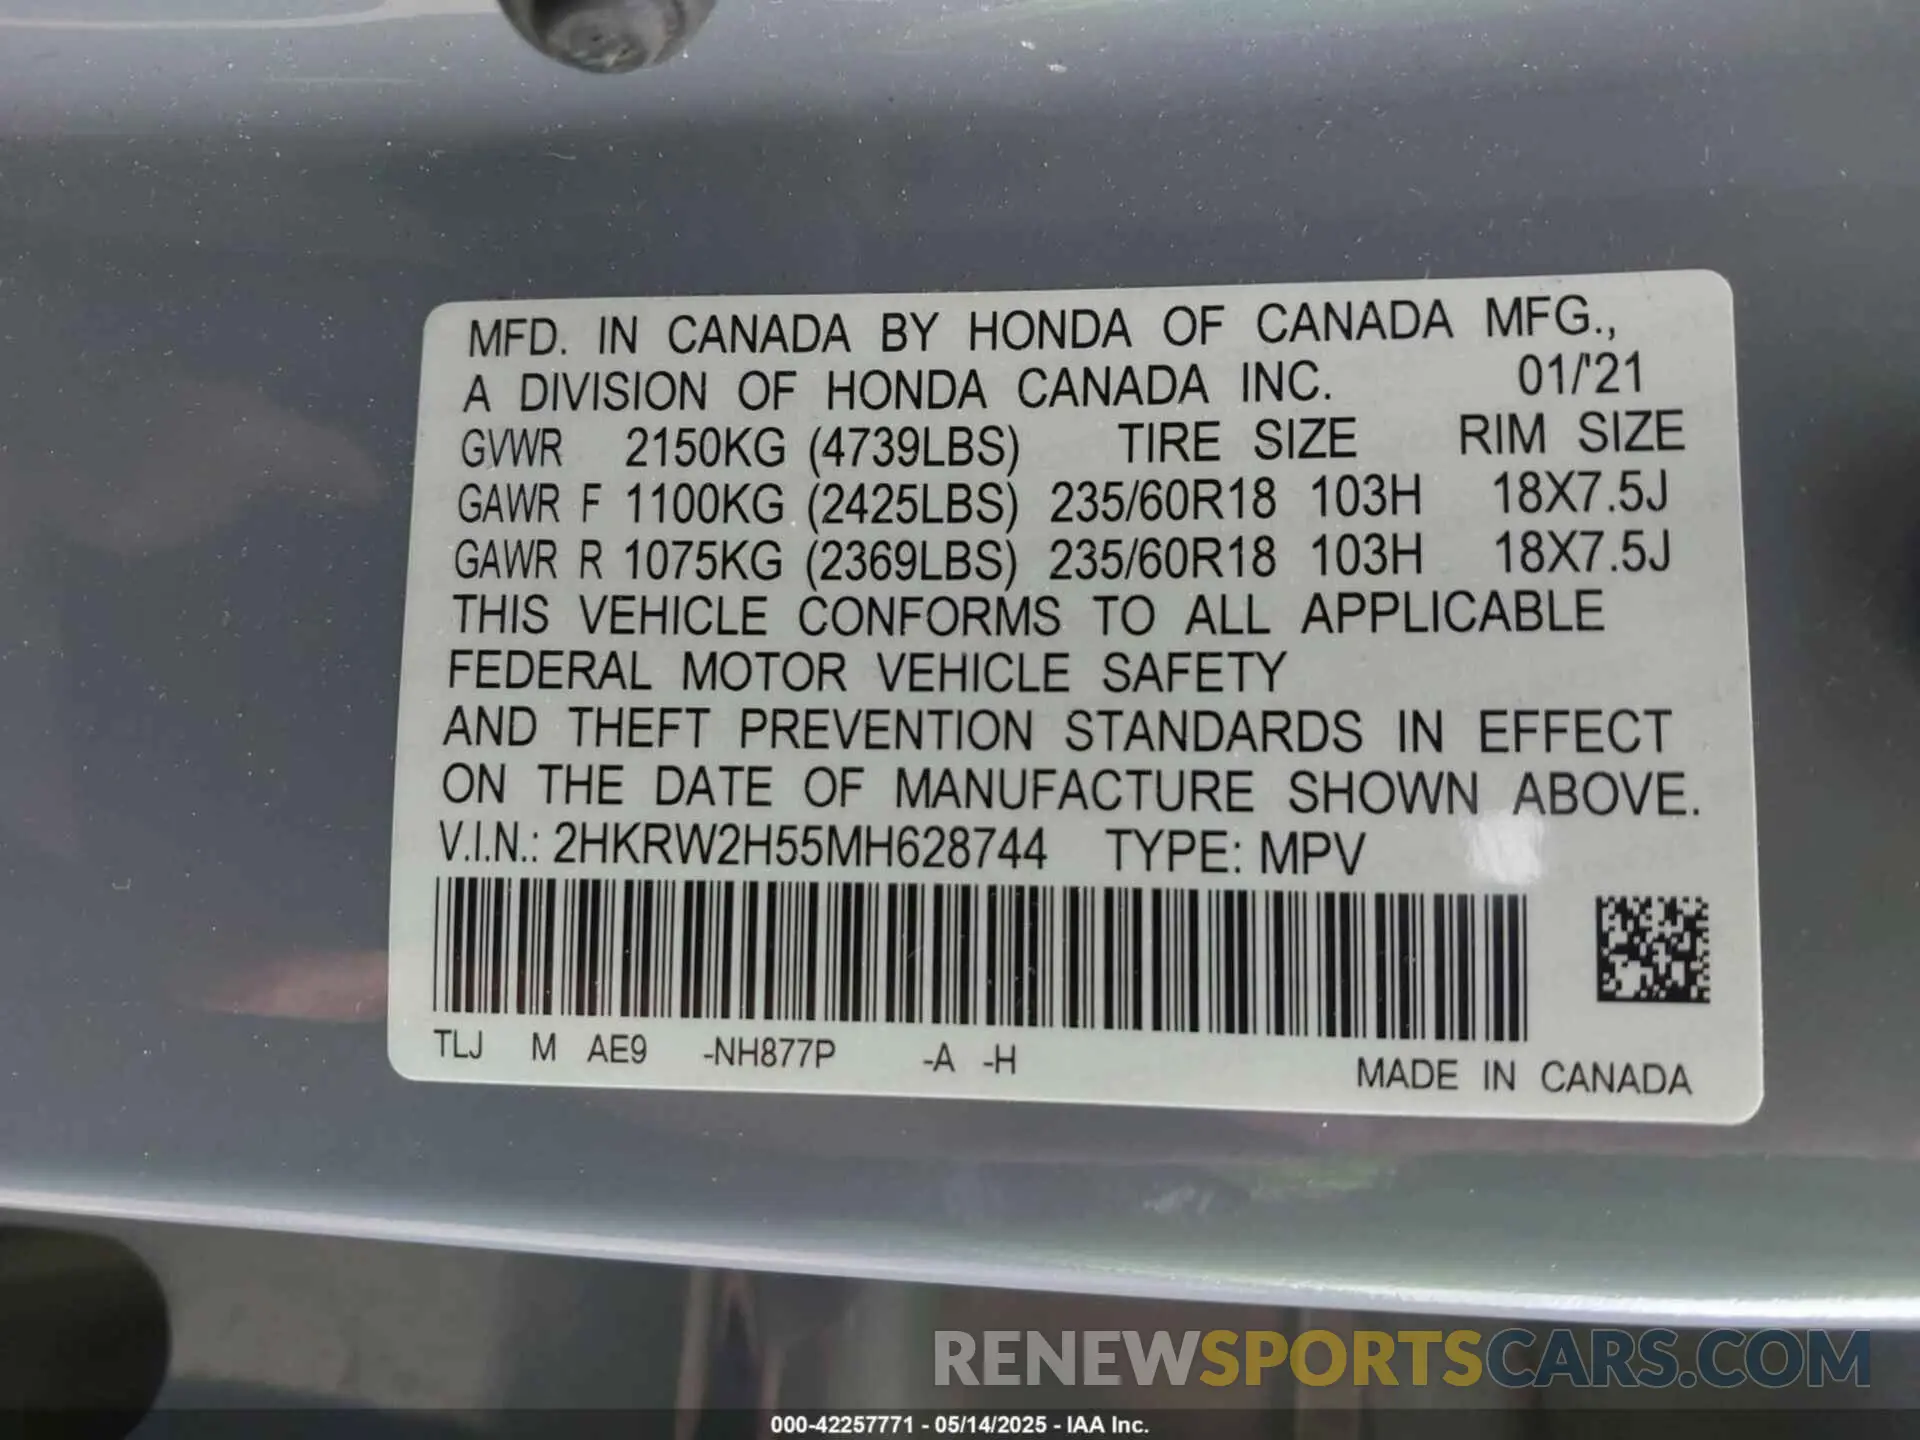 MFD. IN CANADA BY HONDA OF CANADA MFG.,
A DIVISION OF HONDA CANADA INC. 01/'21
GVWR 2150KG (4739LBS) TIRE SIZE RIM SIZE
GAWR F 1100KG (2425LBS) 235/60R18 103H 18X7.5J
GAWR R 1075KG (2369LBS) 235/60R18 103H 18X7.5J
THIS VEHICLE CONFORMS TO ALL APPLICABLE
FEDERAL MOTOR VEHICLE SAFETY
AND THEFT PREVENTION STANDARDS IN EFFECT
ON THE DATE OF MANUFACTURE SHOWN ABOVE.
V.I.N.: 2HKRW2H55MH628744 TYPE: MPV
TLJ M AE9 -NH877P -A -H
MADE IN CANADA
RENEWSPORTSCARS.COM
000-42257771 - 05/14/2025 - IAA Inc.